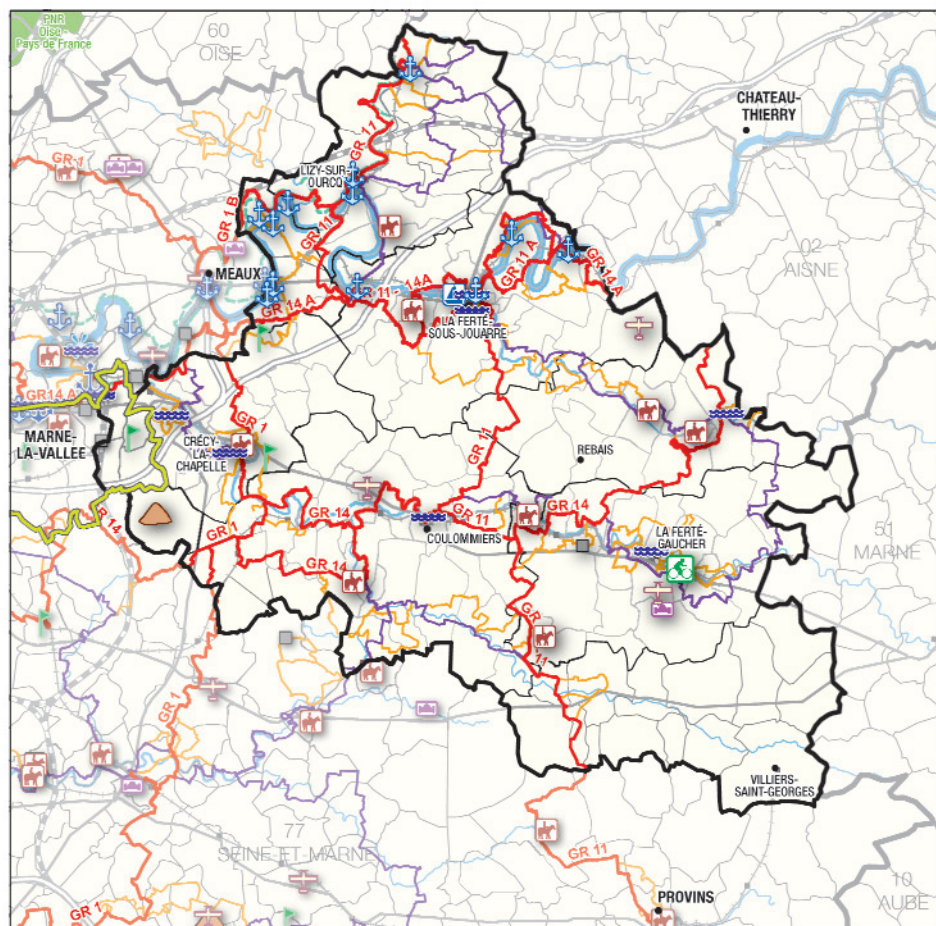 PNR
Oise -
Pays de France
60
OISE
CHATEAU-
THIERRY
GR 11
LIZY-SUR-
OURCQ
GR 1
GR 1 B
GR 11
GR 11 A
02
AISNE
MEAUX
GR 14 A
GR 14 A
GR 11 - 14A
LA FERTÉ-
SOUS-JOUARRE
GR14 A
MARNE-
LA-VALLEE
GR 1
CRÉCY-
LA-
CHAPELLE
GR 11
REBAIS
GR 14
GR 14
GR 11
GR 14
GR 1
COULOMMIERS
LA FERTÉ-
GAUCHER
51
MARNE
GR 14
GR
11
GR 1
VILLIERS-
SAINT-GEORGES
77
SEINE-ET-MARNE
GR 11
10
AUBE
PROVINS
GR 1